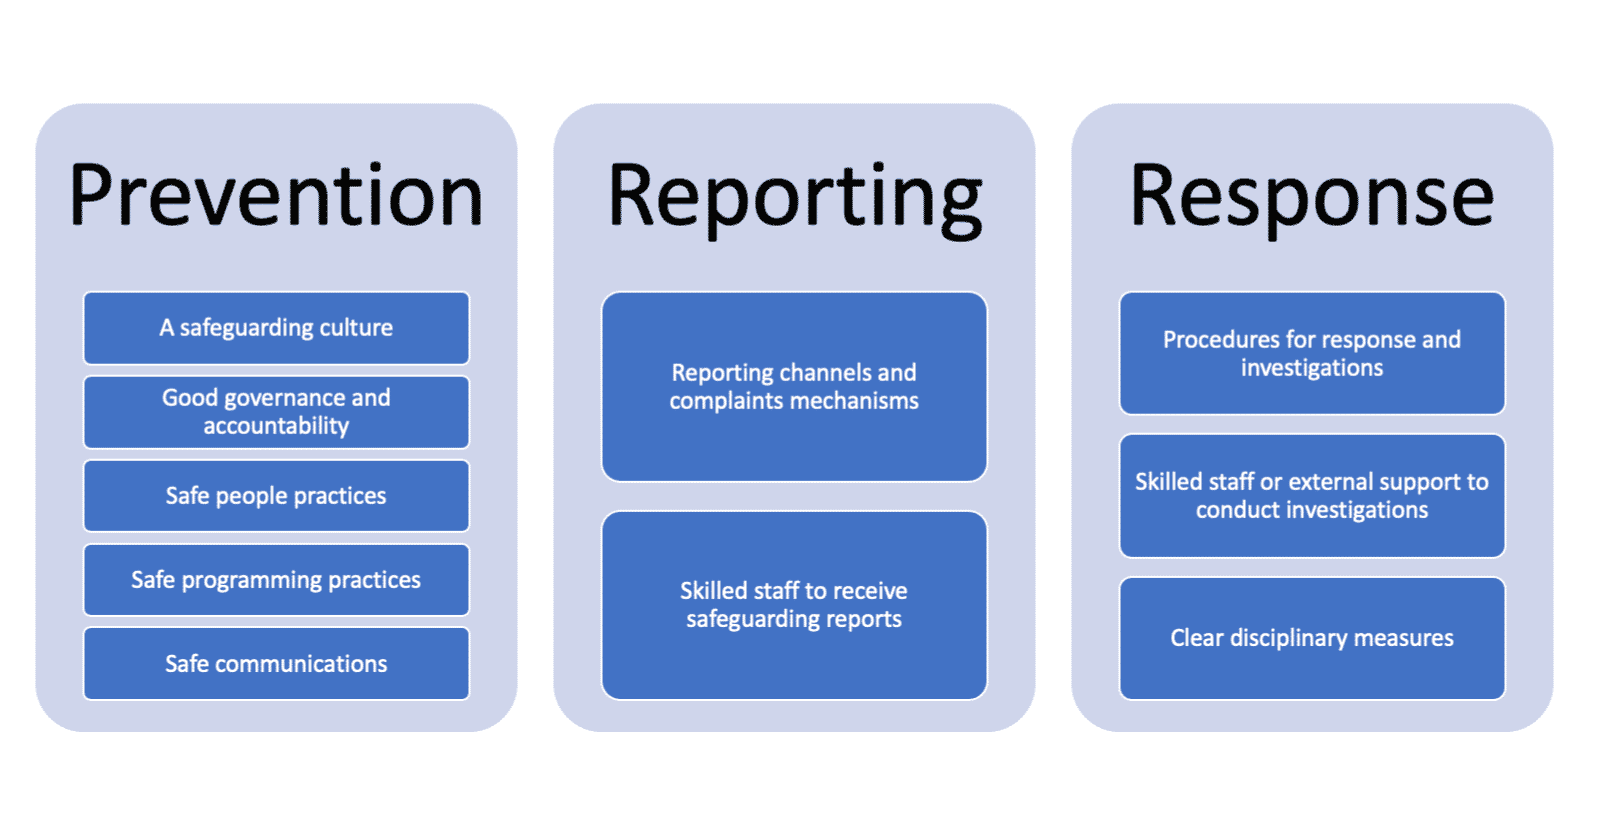 Prevention
A safeguarding culture
Good governance and
accountability
Safe people practices
Safe programming practices
Safe communications
Reporting
Reporting channels and
complaints mechanisms
Skilled staff to receive
safeguarding reports
Response
Procedures for response and
investigations
Skilled staff or external support to
conduct investigations
Clear disciplinary measures